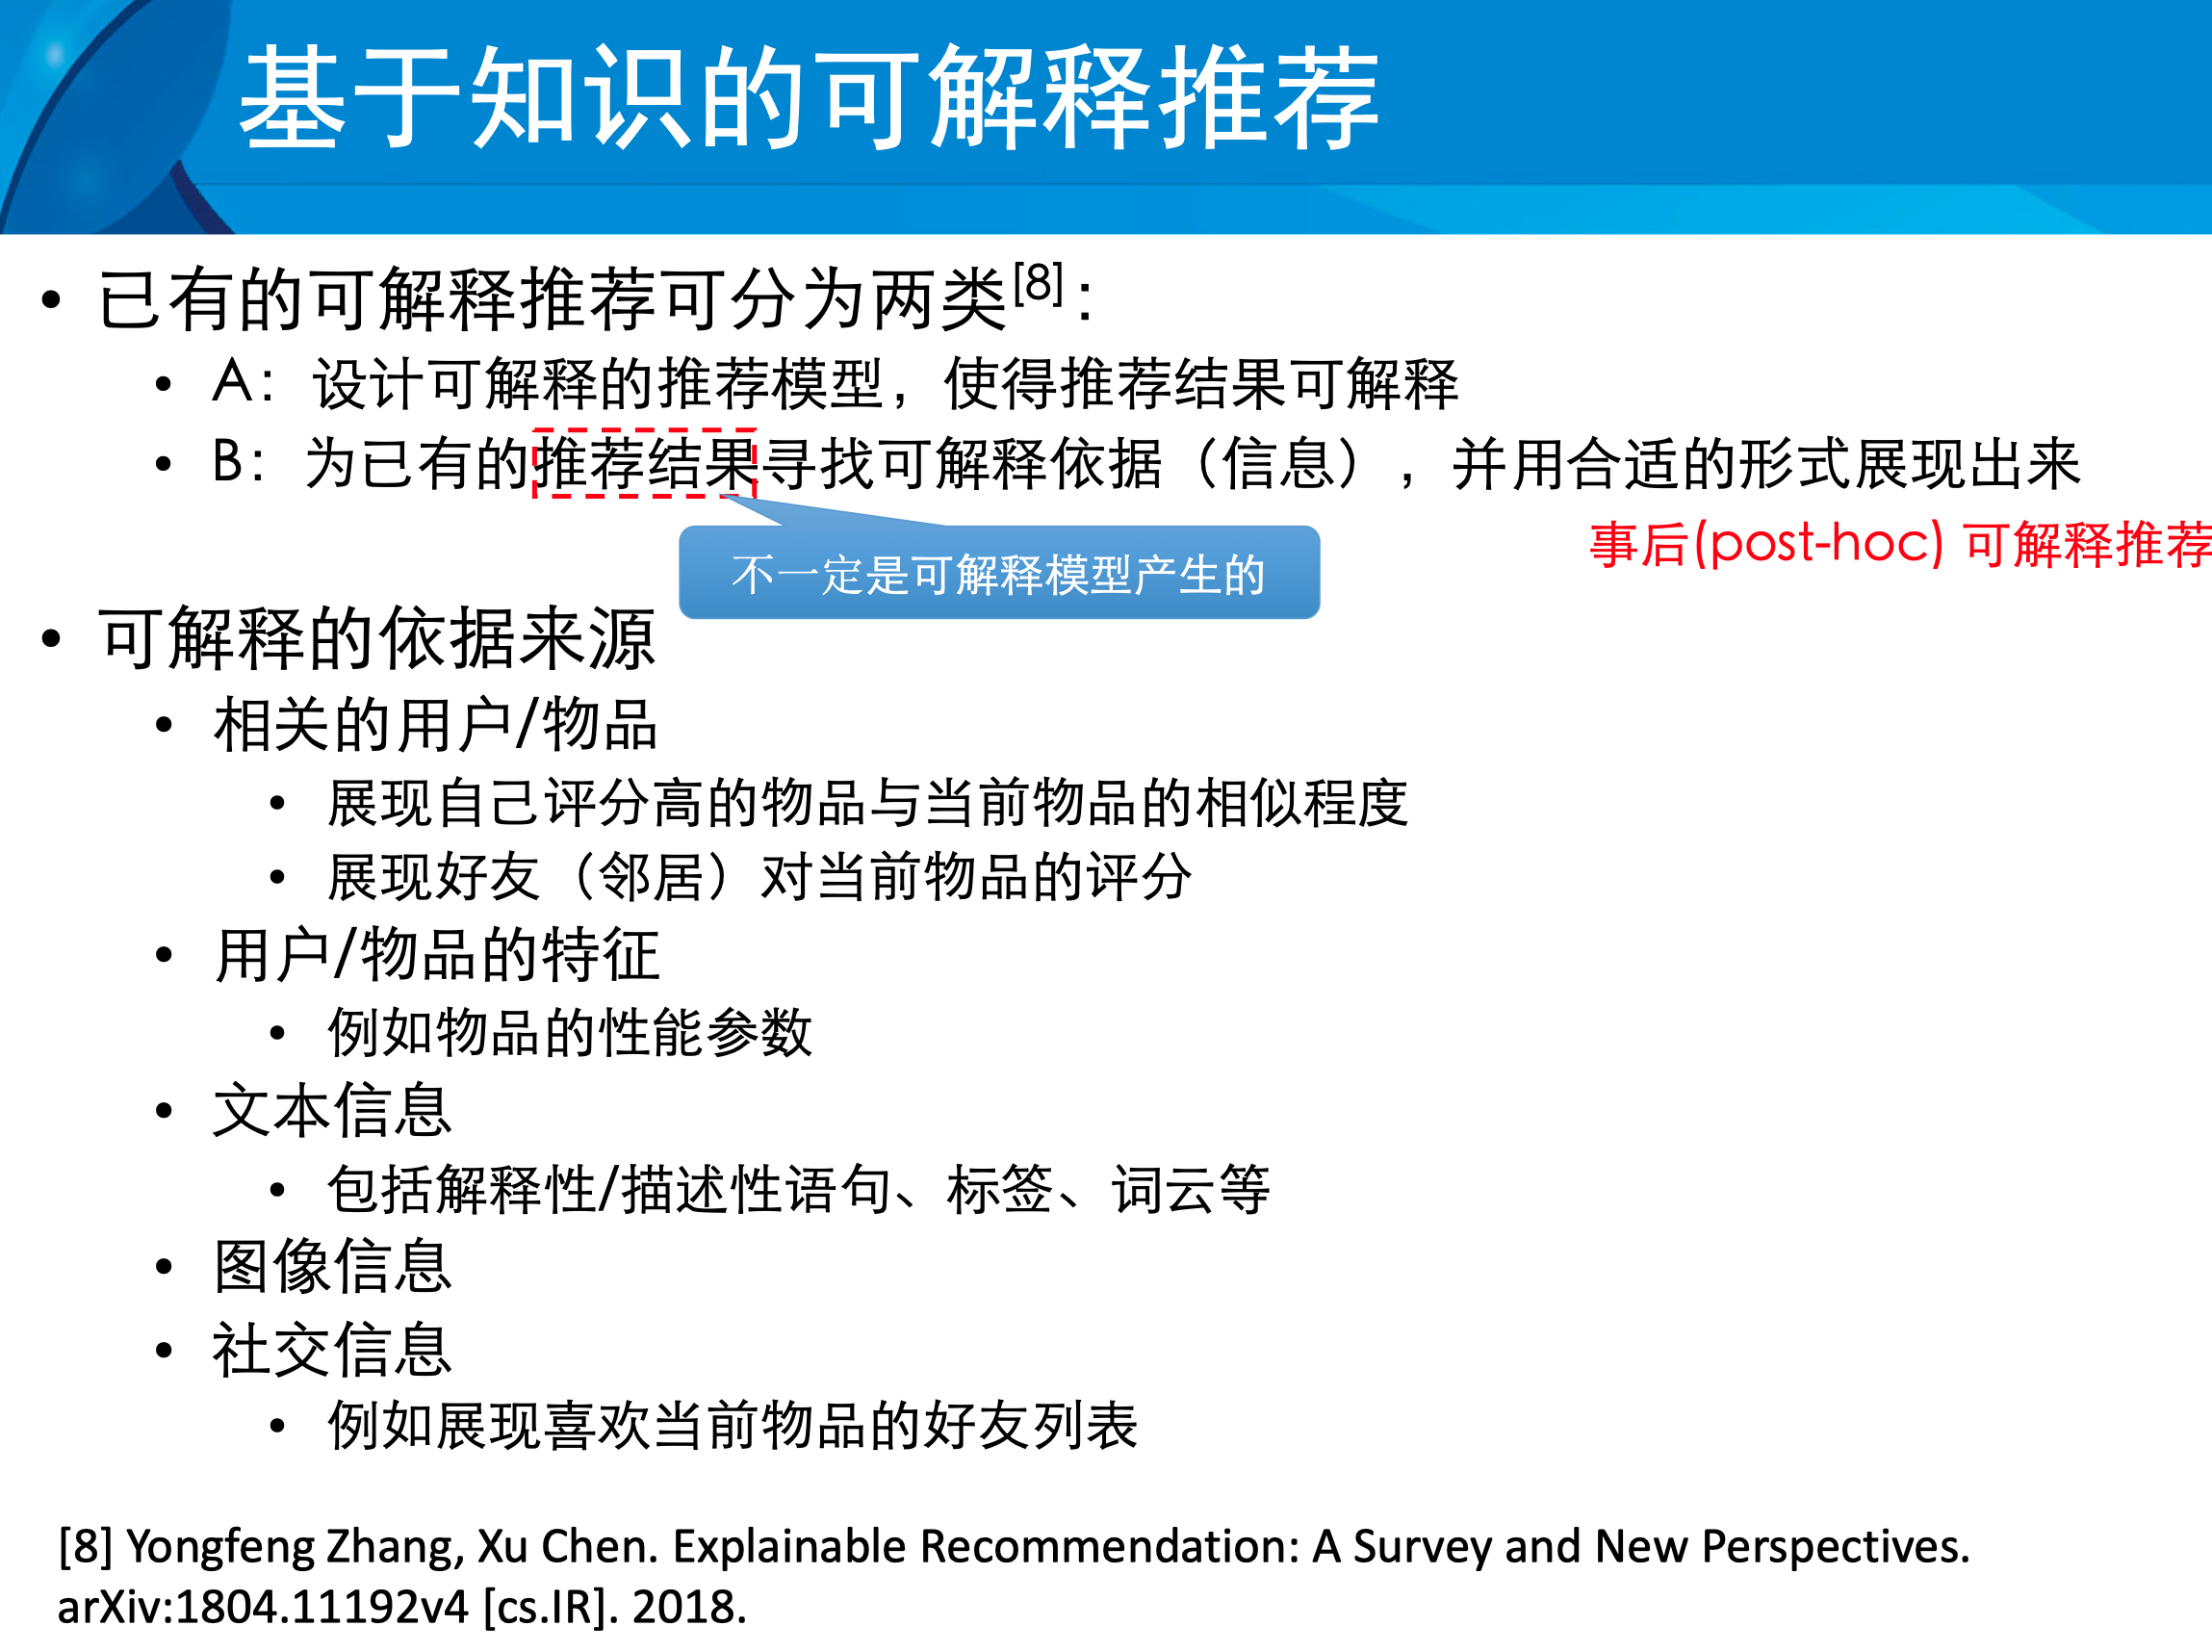 基于知识的可解释推荐
• 已有的可解释推荐可分为两类[8]：
• A：设计可解释的推荐模型，使得推荐结果可解释
• B：为已有的推荐结果寻找可解释依据（信息），并用合适的形式展现出来
事后(post-hoc) 可解释推荐
不一定是可解释模型产生的
• 可解释的依据来源
• 相关的用户/物品
• 展现自己评分高的物品与当前物品的相似程度
• 展现好友（邻居）对当前物品的评分
• 用户/物品的特征
• 例如物品的性能参数
• 文本信息
• 包括解释性/描述性语句、标签、词云等
• 图像信息
• 社交信息
• 例如展现喜欢当前物品的好友列表
[8] Yongfeng Zhang, Xu Chen. Explainable Recommendation: A Survey and New Perspectives.
arXiv:1804.11192v4 [cs.IR]. 2018.